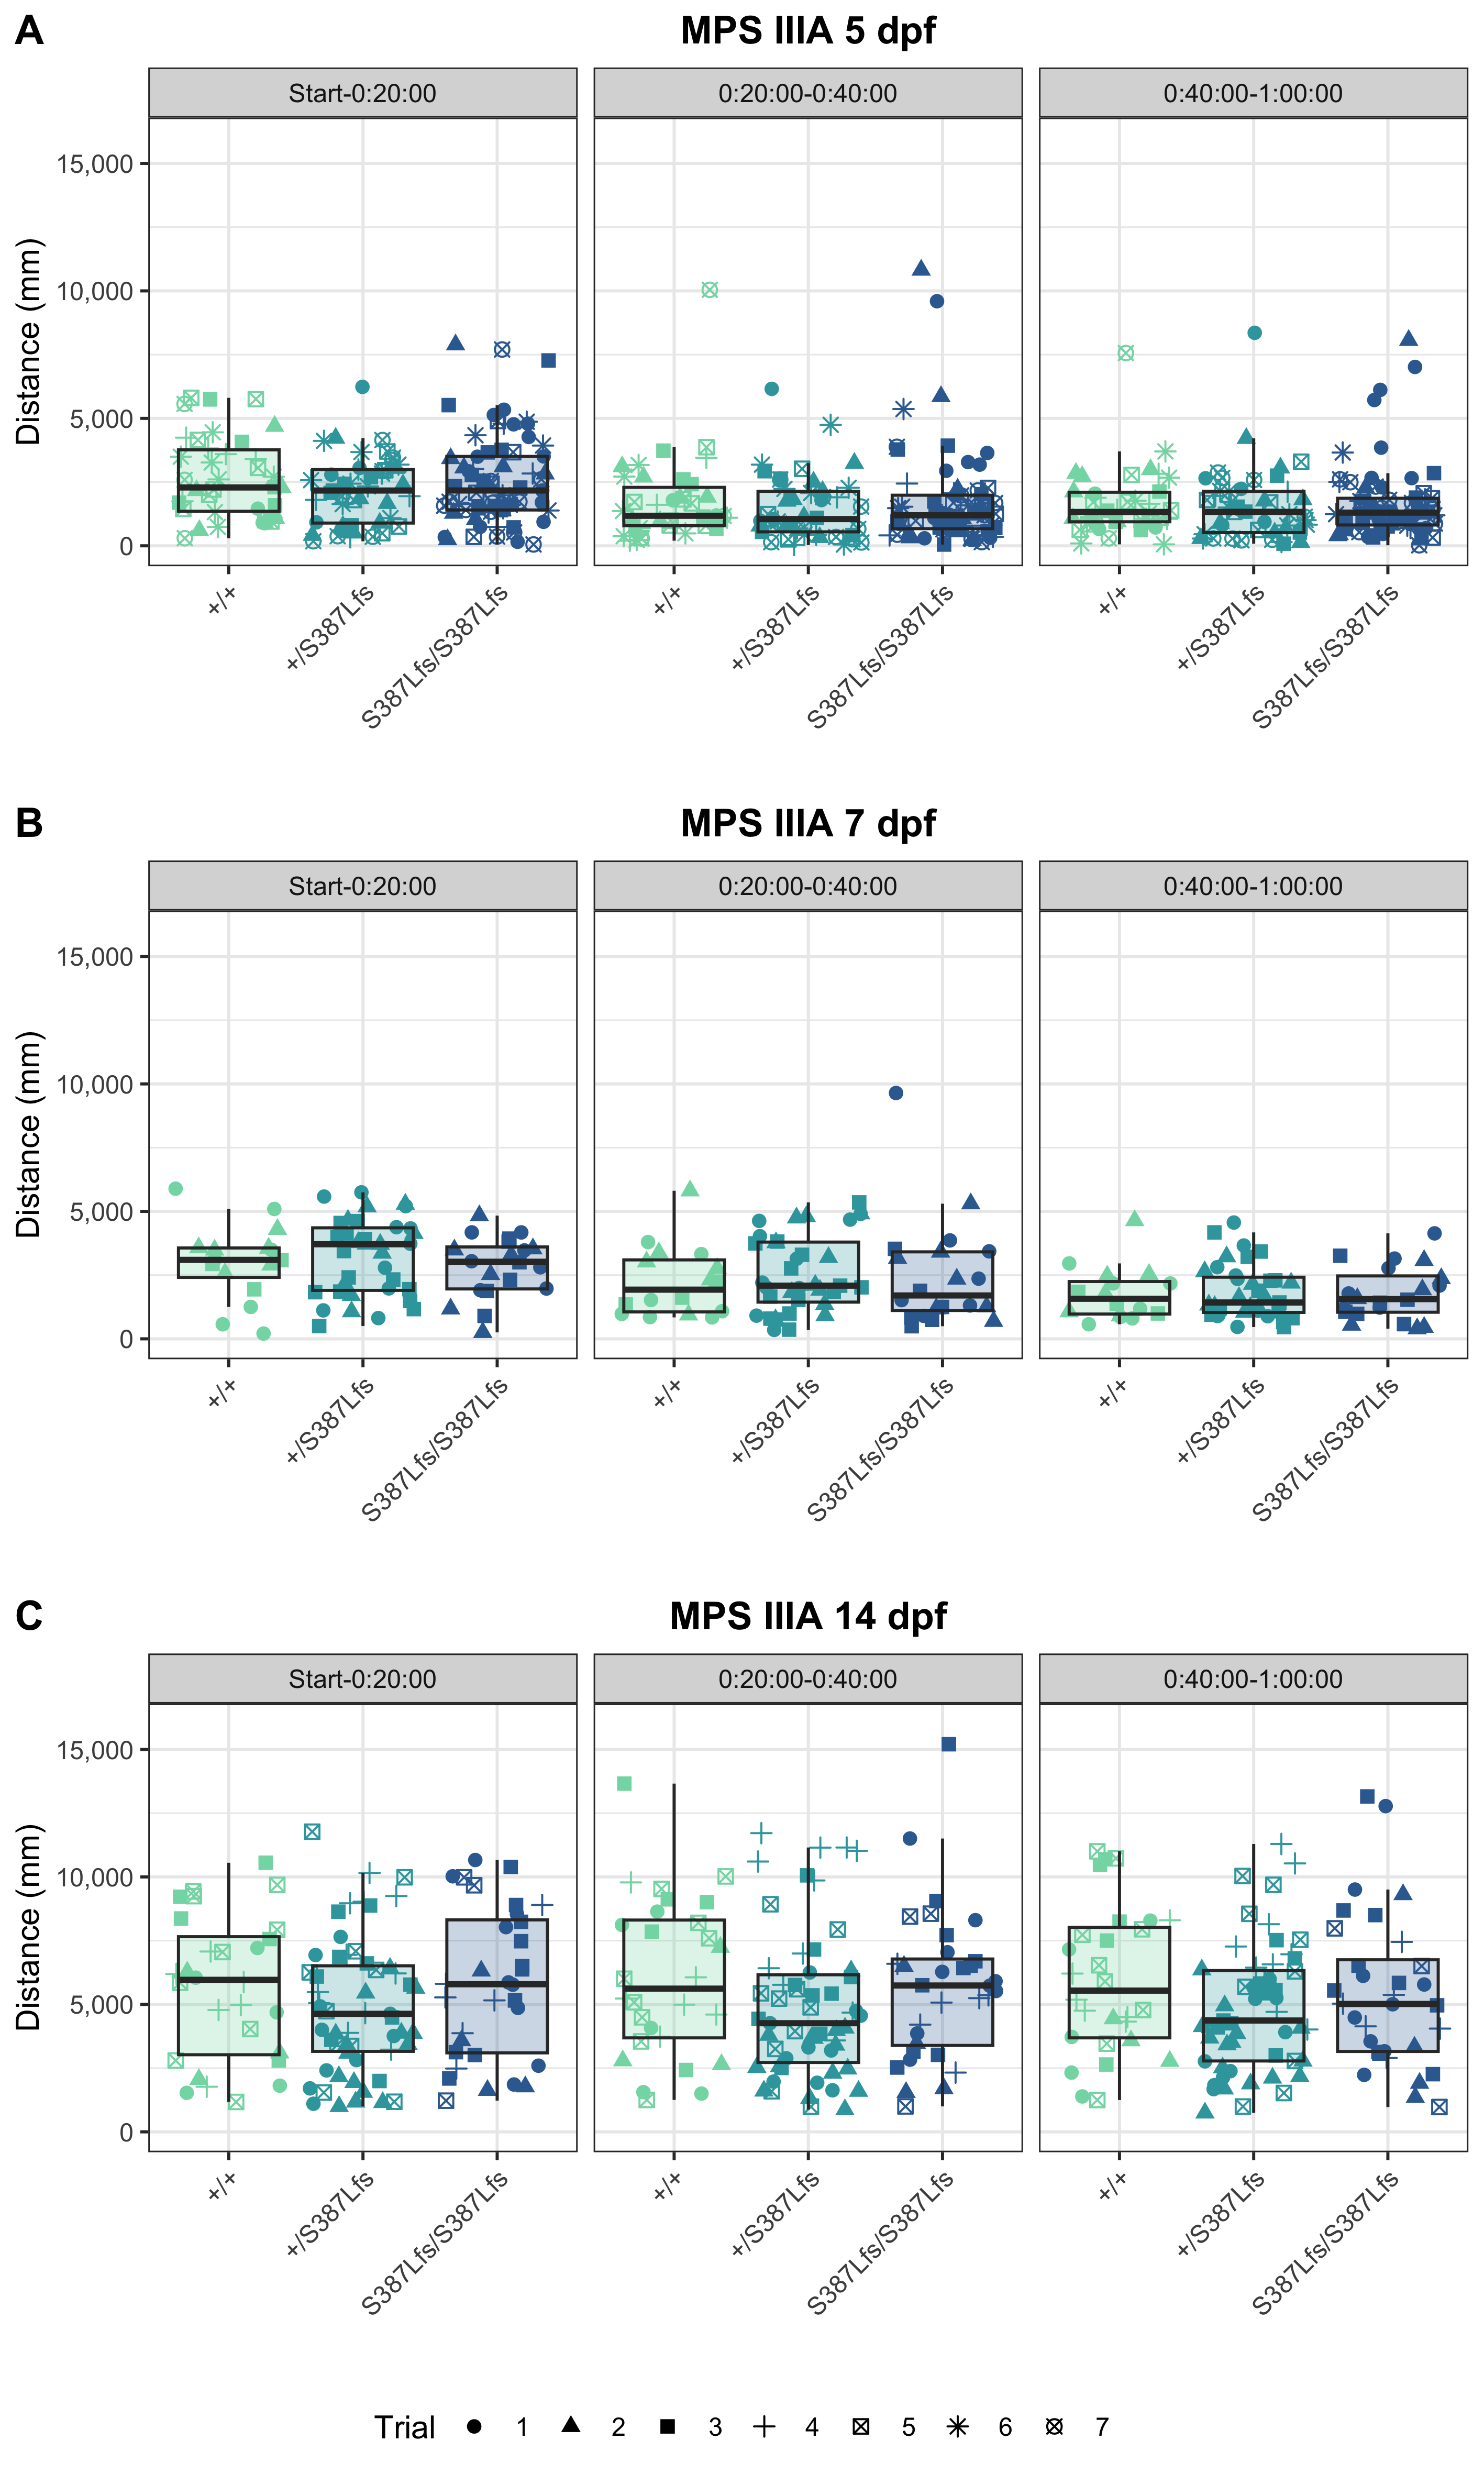 A
MPS IIIA 5 dpf
Start-0:20:00
0:20:00-0:40:00
0:40:00-1:00:00
Distance (mm)
15,000
10,000
5,000
0
+/+
+/S387Lfs
S387Lfs/S387Lfs
+/+
+/S387Lfs
S387Lfs/S387Lfs
+/+
+/S387Lfs
S387Lfs/S387Lfs
B
MPS IIIA 7 dpf
Start-0:20:00
0:20:00-0:40:00
0:40:00-1:00:00
Distance (mm)
15,000
10,000
5,000
0
+/+
+/S387Lfs
S387Lfs/S387Lfs
+/+
+/S387Lfs
S387Lfs/S387Lfs
+/+
+/S387Lfs
S387Lfs/S387Lfs
C
MPS IIIA 14 dpf
Start-0:20:00
0:20:00-0:40:00
0:40:00-1:00:00
Distance (mm)
15,000
10,000
5,000
0
+/+
+/S387Lfs
S387Lfs/S387Lfs
+/+
+/S387Lfs
S387Lfs/S387Lfs
+/+
+/S387Lfs
S387Lfs/S387Lfs
Trial 1 2 3 4 5 6 7